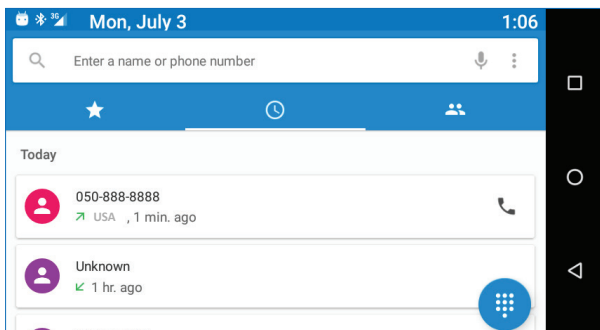 3G Mon, July 3 1:06
Enter a name or phone number
Today
050-888-8888
USA , 1 min. ago
Unknown
1 hr. ago